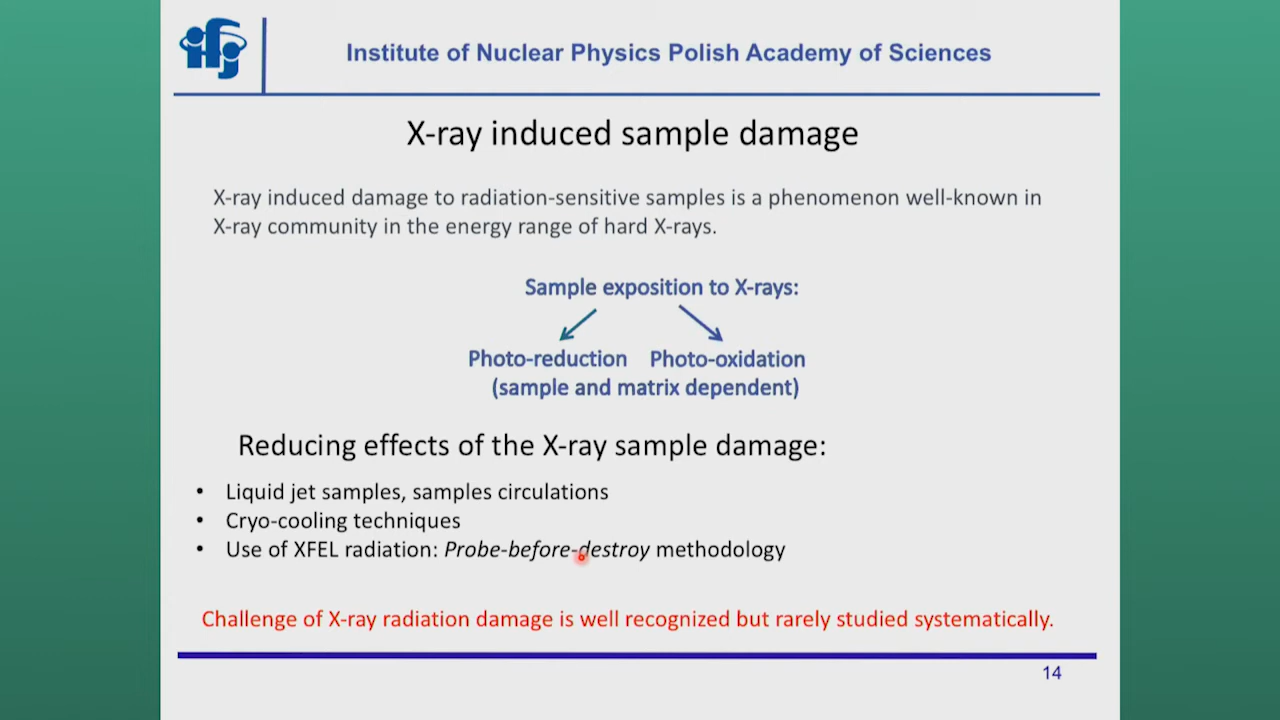 ifj
Institute of Nuclear Physics Polish Academy of Sciences
X-ray induced sample damage
X-ray induced damage to radiation-sensitive samples is a phenomenon well-known in
X-ray community in the energy range of hard X-rays.
Sample exposition to X-rays:
Photo-reduction Photo-oxidation
(sample and matrix dependent)
Reducing effects of the X-ray sample damage:
• Liquid jet samples, samples circulations
• Cryo-cooling techniques
• Use of XFEL radiation: Probe-before-destroy methodology
Challenge of X-ray radiation damage is well recognized but rarely studied systematically.
14